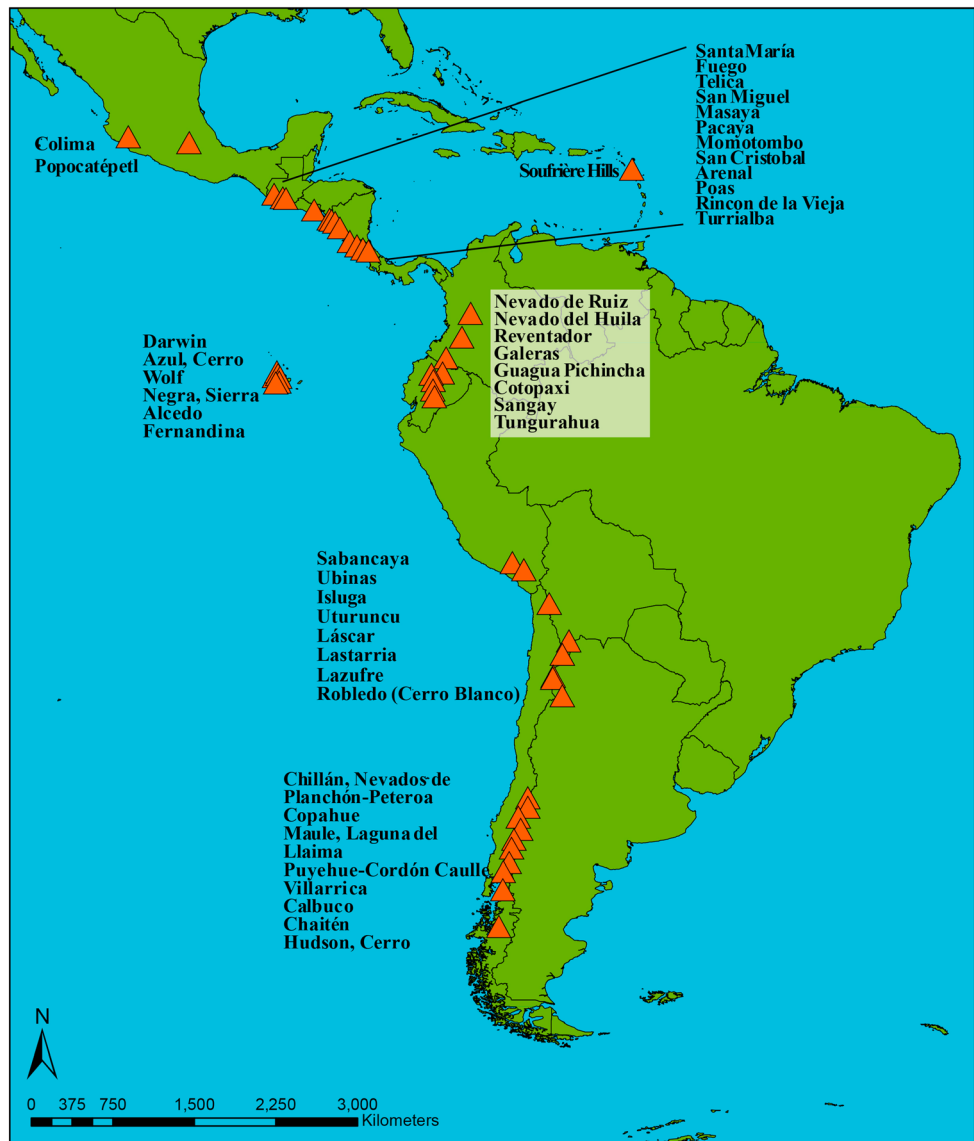 SantaMaría
Fuego
Telica
San Miguel
Masaya
Pacaya
Momotombo
San Cristobal
Arenal
Poas
Rincon de la Vieja
Turrialba
Colima
Popocatépetl
Soufrière Hills
Nevado de Ruiz
Nevado del Huila
Reventador
Galeras
Guagua Pichincha
Cotopaxi
Sangay
Tungurahua
Darwin
Azul, Cerro
Wolf
Negra, Sierra
Alcedo
Fernandina
Sabancaya
Ubinas
Isluga
Uturuncu
Láscar
Lastarria
Lazufre
Robledo (Cerro Blanco)
Chillán, Nevados de
Planchón-Peteroa
Copahue
Maule, Laguna del
Llaima
Puyehue-Cordón Caulle
Villarrica
Calbuco
Chaitén
Hudson, Cerro
N
0 375 750 1,500 2,250 3,000
Kilometers